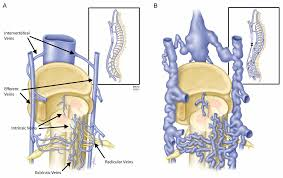 A
B
Intervertebral
Veins
Efferent
Veins
Intrinsic Veins
Extrinsic Veins
Radicular Veins